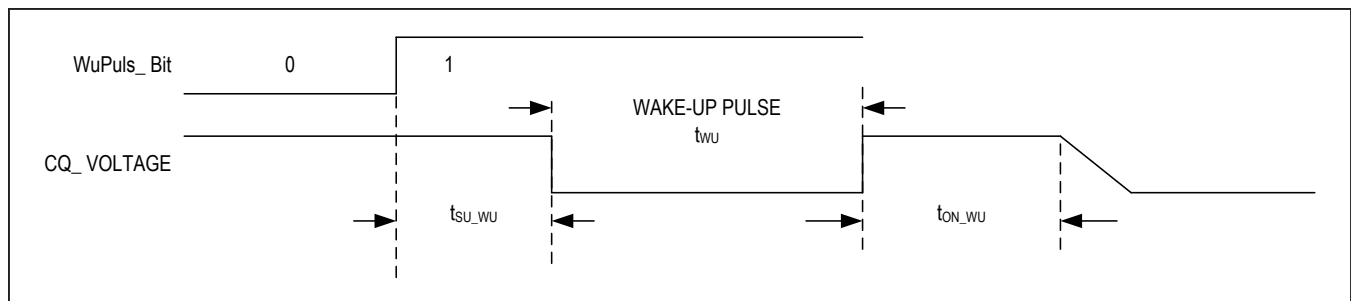 WuPuls_ Bit
0
1
WAKE-UP PULSE
tWU
CQ_ VOLTAGE
tSU_WU
tON_WU